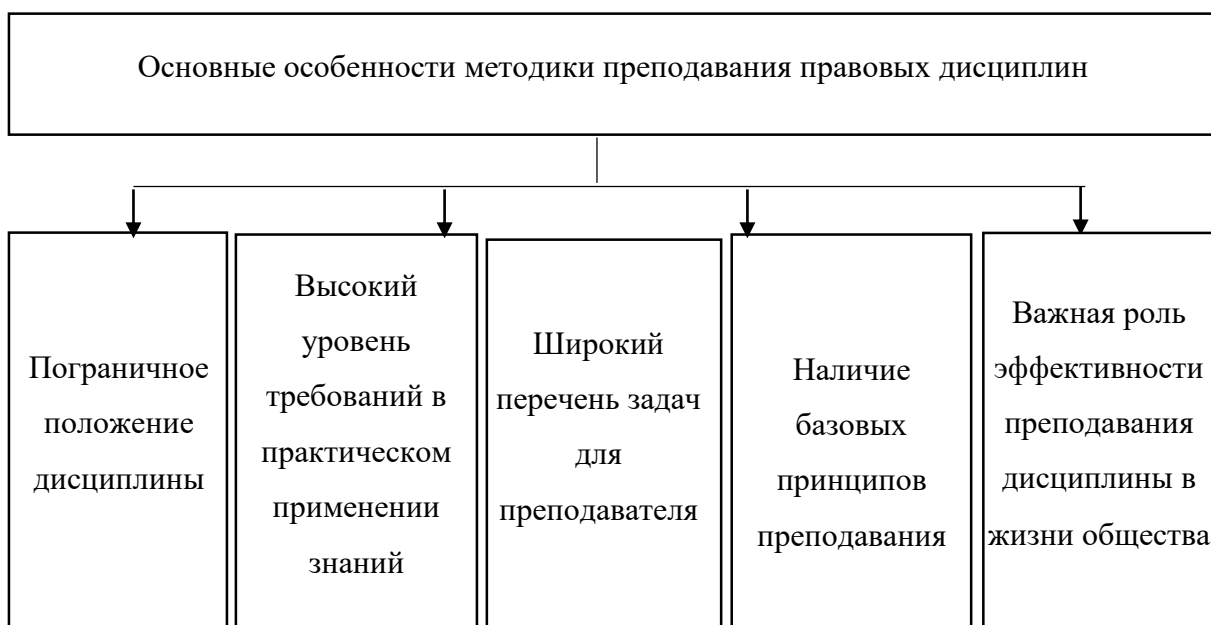 Основные особенности методики преподавания правовых дисциплин
Пограничное
положение
дисциплины
Высокий
уровень
требований в
практическом
применении
знаний
Широкий
перечень задач
для
преподавателя
Наличие
базовых
принципов
преподавания
Важная роль
эффективности
преподавания
дисциплины в
жизни общества